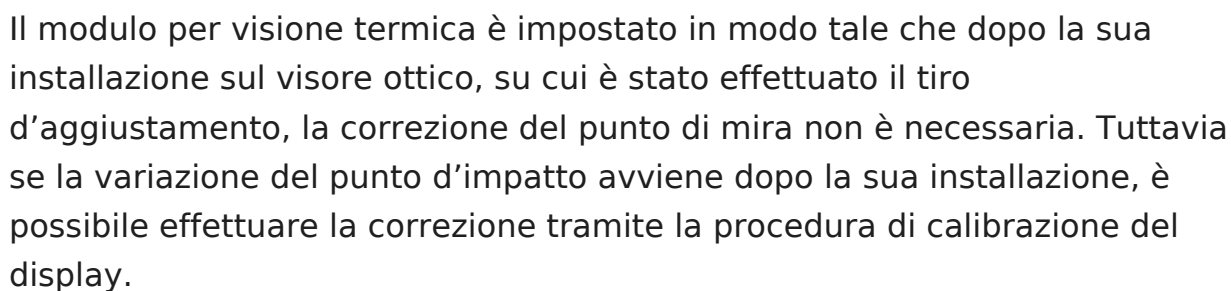 Il modulo per visione termica è impostato in modo tale che dopo la sua
installazione sul visore ottico, su cui è stato effettuato il tiro
d’aggiustamento, la correzione del punto di mira non è necessaria. Tuttavia
se la variazione del punto d’impatto avviene dopo la sua installazione, è
possibile effettuare la correzione tramite la procedura di calibrazione del
display.